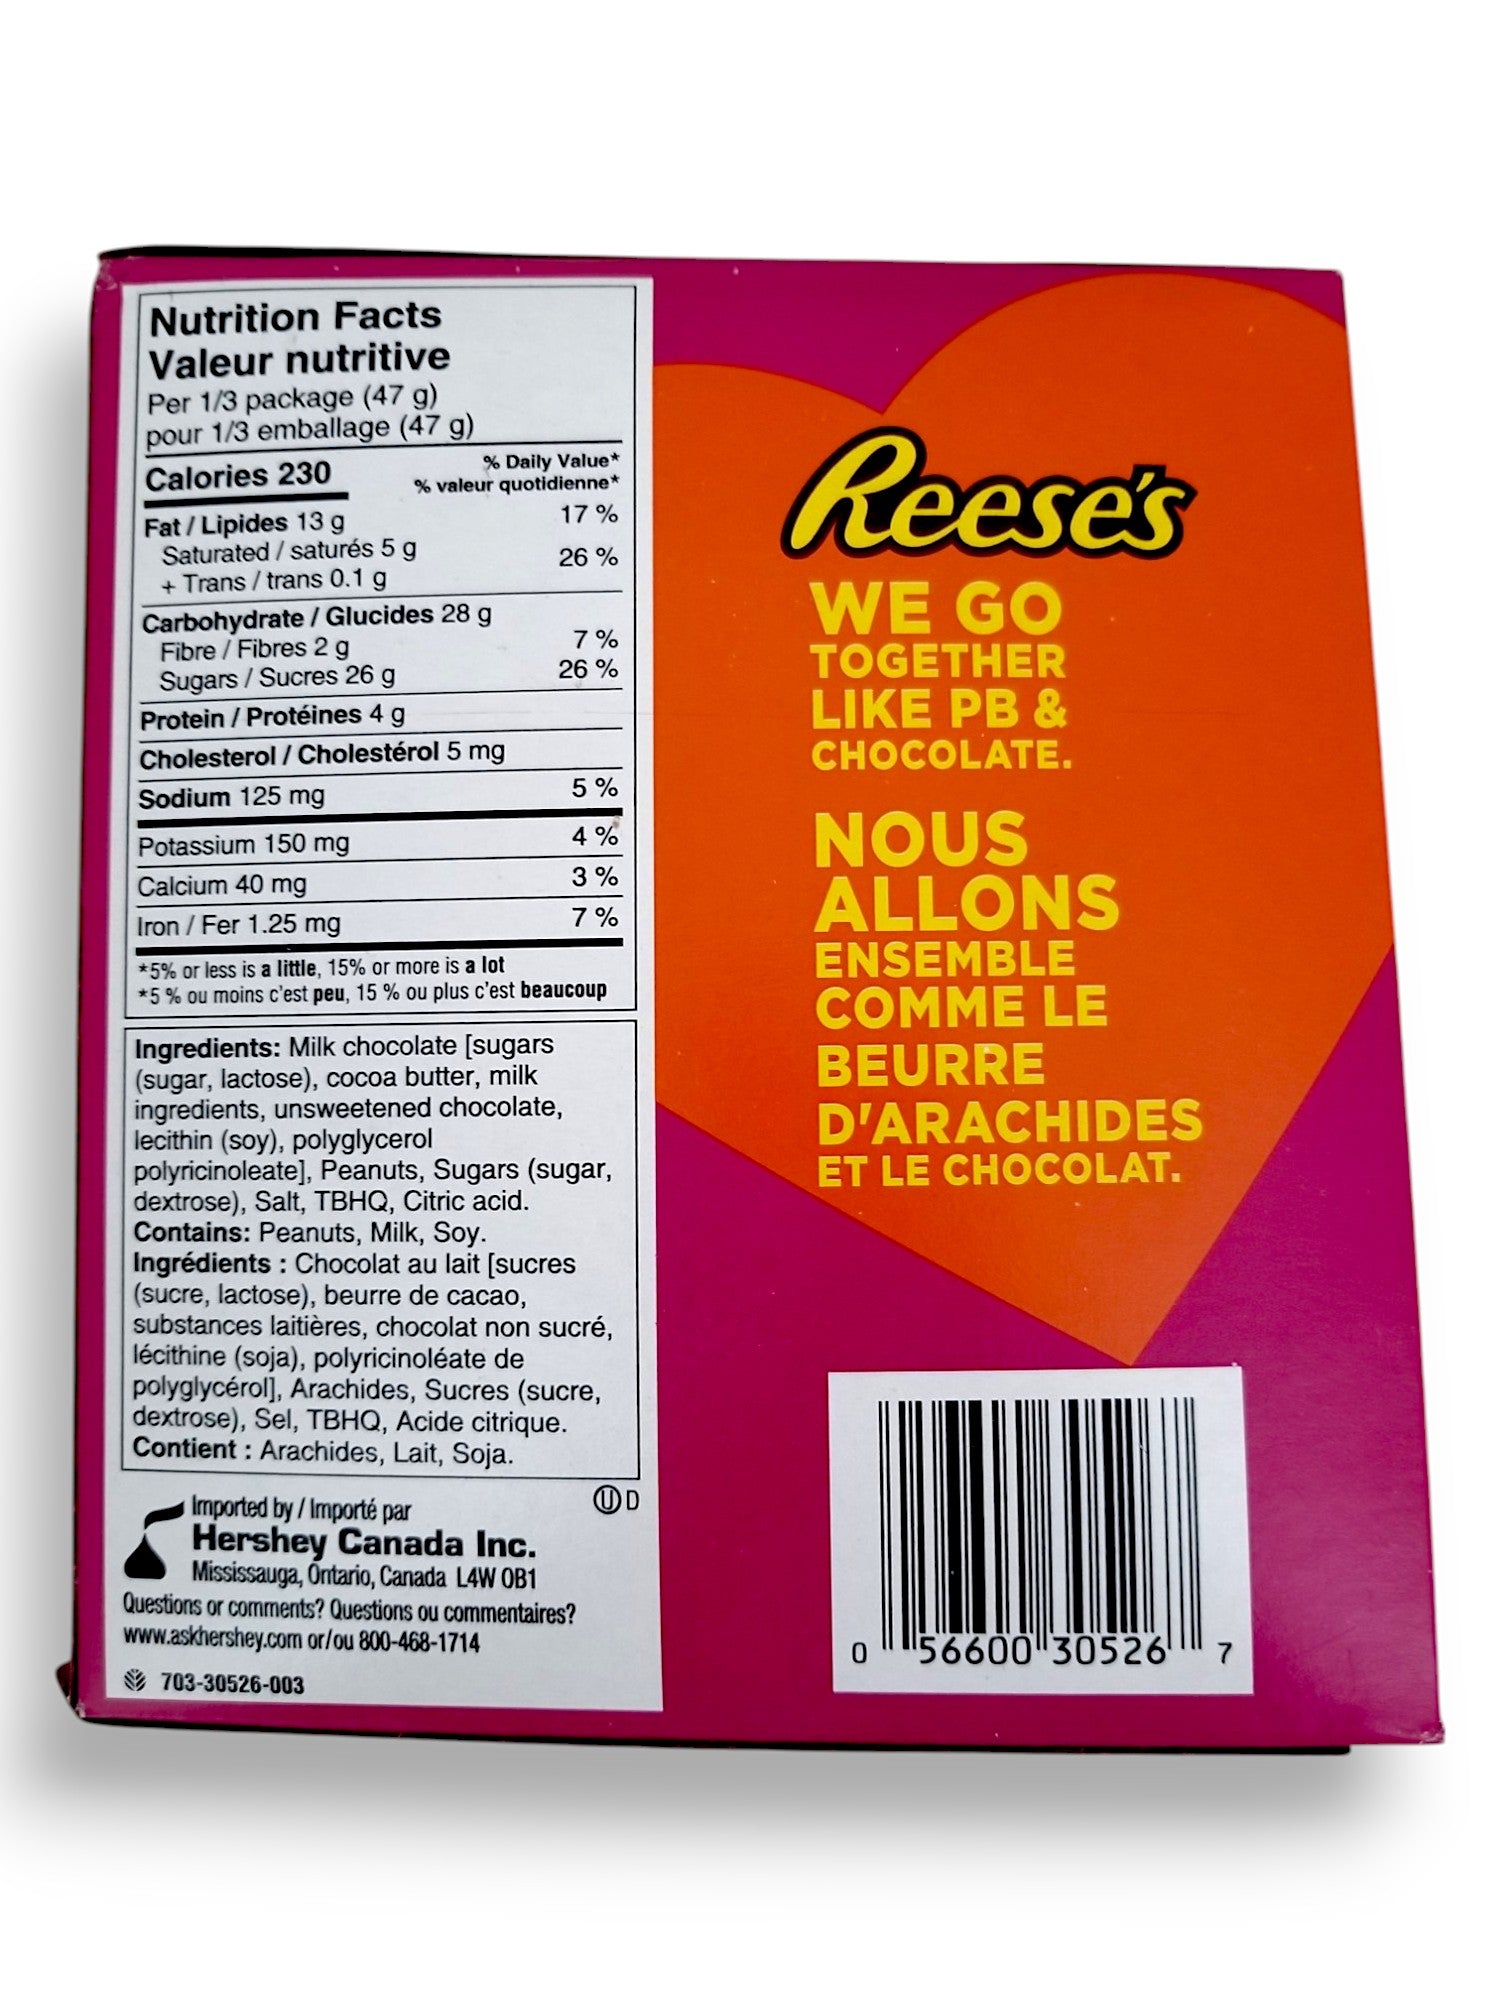 Nutrition Facts
Valeur nutritive
Per 1/3 package (47 g)
pour 1/3 emballage (47 g)
Calories 230
% Daily Value*
% valeur quotidienne*
Fat / Lipides 13 g 17 %
Saturated / saturés 5 g
+ Trans / trans 0.1 g 26 %
Carbohydrate / Glucides 28 g
Fibre / Fibres 2 g 7 %
Sugars / Sucres 26 g 26 %
Protein / Protéines 4 g
Cholesterol / Cholestérol 5 mg
Sodium 125 mg 5 %
Potassium 150 mg 4 %
Calcium 40 mg 3 %
Iron / Fer 1.25 mg 7 %
*5% or less is a little, 15% or more is a lot
*5 % ou moins c'est peu, 15 % ou plus c'est beaucoup
Ingredients: Milk chocolate [sugars
(sugar, lactose), cocoa butter, milk
ingredients, unsweetened chocolate,
lecithin (soy), polyglycerol
polyricinoleate], Peanuts, Sugars (sugar,
dextrose), Salt, TBHQ, Citric acid.
Contains: Peanuts, Milk, Soy.
Ingrédients : Chocolat au lait [sucres
(sucre, lactose), beurre de cacao,
substances laitières, chocolat non sucré,
lécithine (soja), polyricinoléate de
polyglycérol], Arachides, Sucres (sucre,
dextrose), Sel, TBHQ, Acide citrique.
Contient : Arachides, Lait, Soja.
Ⓤ D
Imported by / Importé par
Hershey Canada Inc.
Mississauga, Ontario, Canada L4W 0B1
Questions or comments? Questions ou commentaires?
www.askhershey.com or/ou 800-468-1714
703-30526-003
Reese's
WE GO
TOGETHER
LIKE PB &
CHOCOLATE.
NOUS
ALLONS
ENSEMBLE
COMME LE
BEURRE
D'ARACHIDES
ET LE CHOCOLAT.
0 56600 30526 7